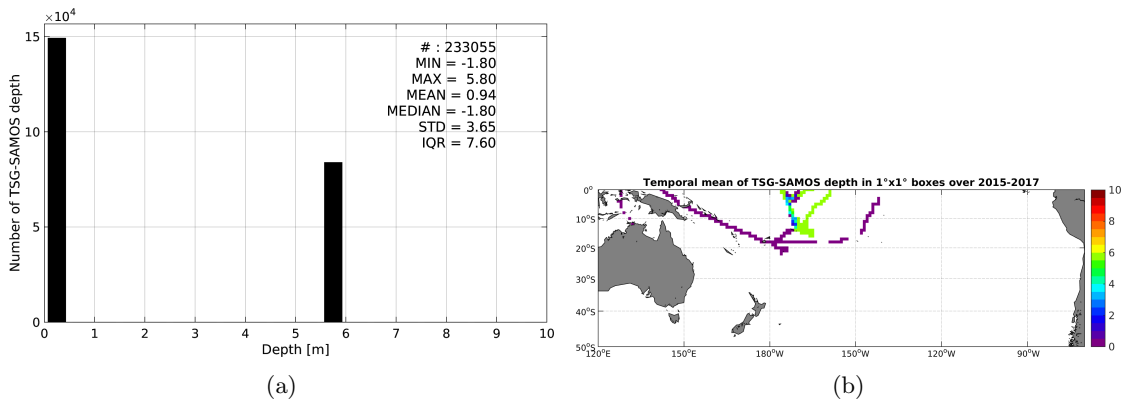 ×10⁴
15
10
5
0
Number of TSG-SAMOS depth
# : 233055
MIN = -1.80
MAX = 5.80
MEAN = 0.94
MEDIAN = -1.80
STD = 3.65
IQR = 7.60
0 1 2 3 4 5 6 7 8 9 10
Depth [m]
(a)
Temporal mean of TSG-SAMOS depth in 1°x1° boxes over 2015-2017
0°
10°S
20°S
30°S
40°S
50°S
120°E 150°E 180°W 150°W 120°W 90°W
10
8
6
4
2
0
(b)